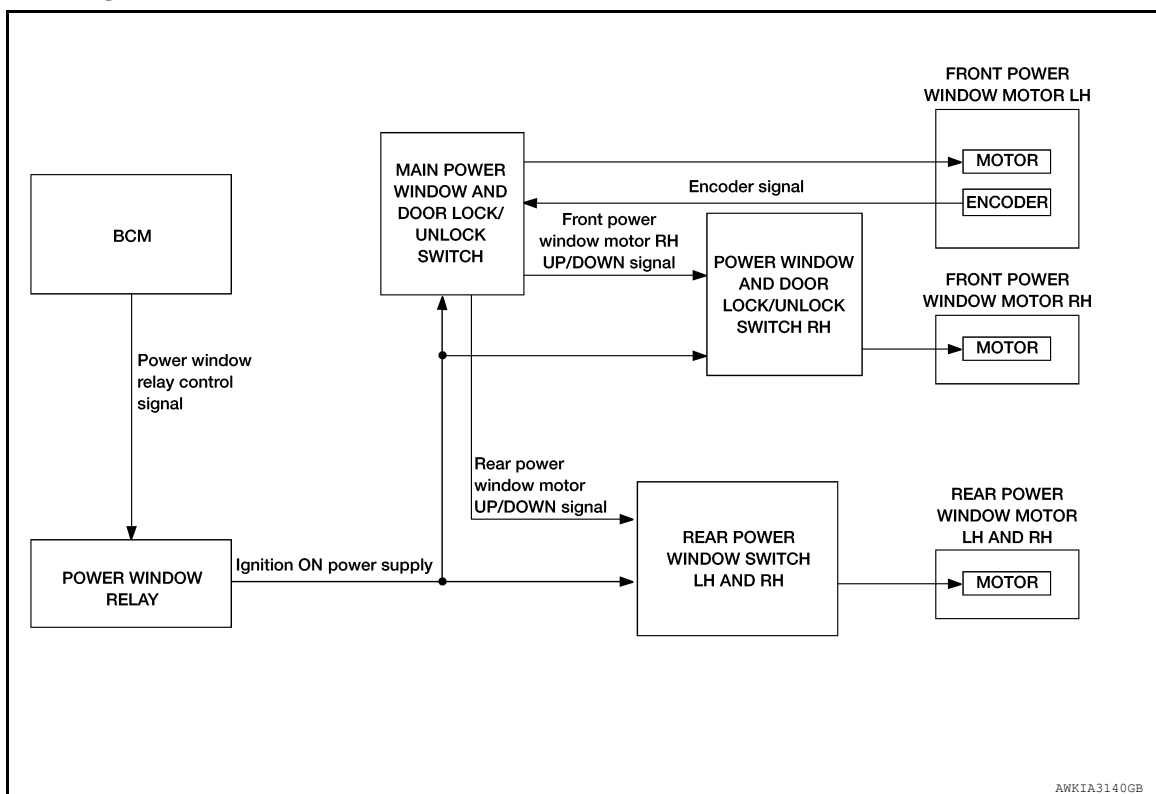 FRONT POWER
WINDOW MOTOR LH
MOTOR
ENCODER
MAIN POWER
WINDOW AND
DOOR LOCK/
UNLOCK
SWITCH
Encoder signal
BCM
Front power
window motor RH
UP/DOWN signal
POWER WINDOW
AND DOOR
LOCK/UNLOCK
SWITCH RH
FRONT POWER
WINDOW MOTOR RH
MOTOR
Power window
relay control
signal
Rear power
window motor
UP/DOWN signal
REAR POWER
WINDOW SWITCH
LH AND RH
REAR POWER
WINDOW MOTOR
LH AND RH
MOTOR
POWER WINDOW
RELAY
Ignition ON power supply
AWKIA3140GB